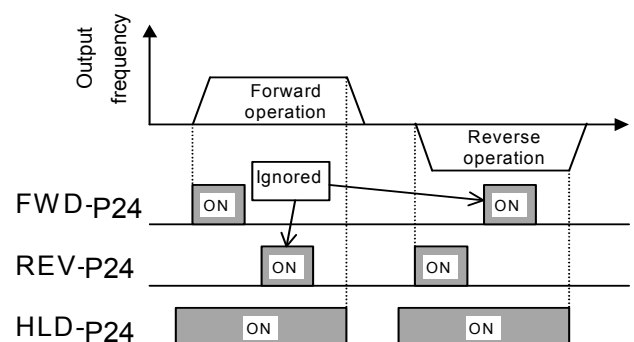 Output
frequency
Forward
operation
Reverse
operation
Ignored
FWD-P24
ON
ON
REV-P24
ON
ON
HLD-P24
ON
ON